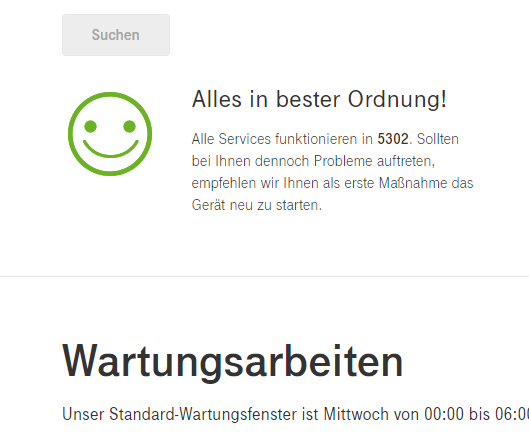 Suchen
Alles in bester Ordnung!
Alle Services funktionieren in 5302. Sollten
bei Ihnen dennoch Probleme auftreten,
empfehlen wir Ihnen als erste Maßnahme das
Gerät neu zu starten.
Wartungsarbeiten
Unser Standard-Wartungsfenster ist Mittwoch von 00:00 bis 06:00